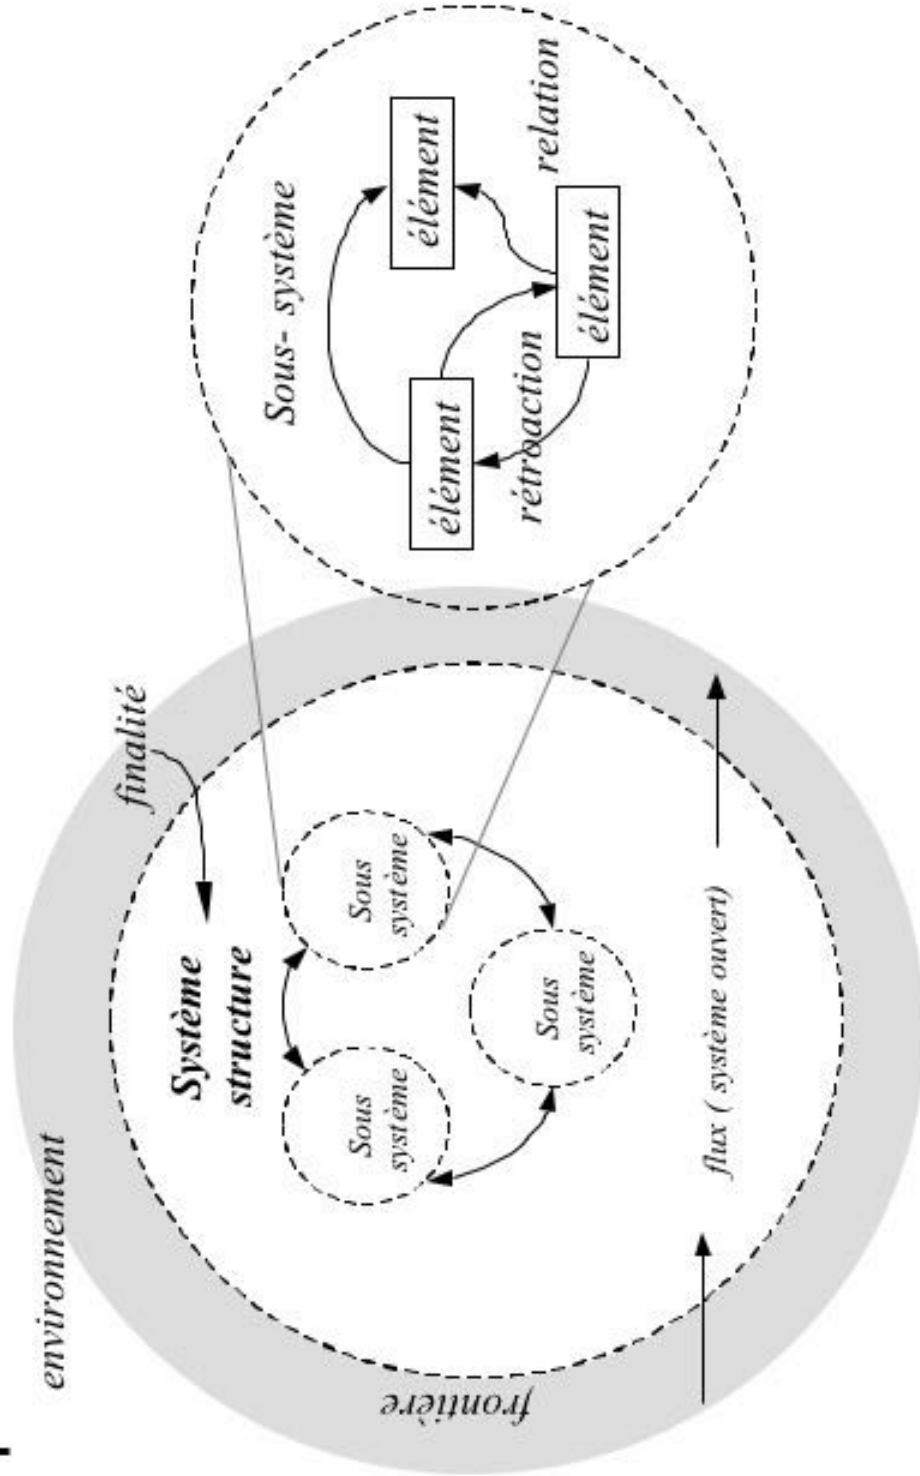 environnement
finalité
Système
structure
Sous
système
Sous
système
Sous
système
flux ( système ouvert)
frontière
Sous- système
élément
élément
élément
rétroaction
relation